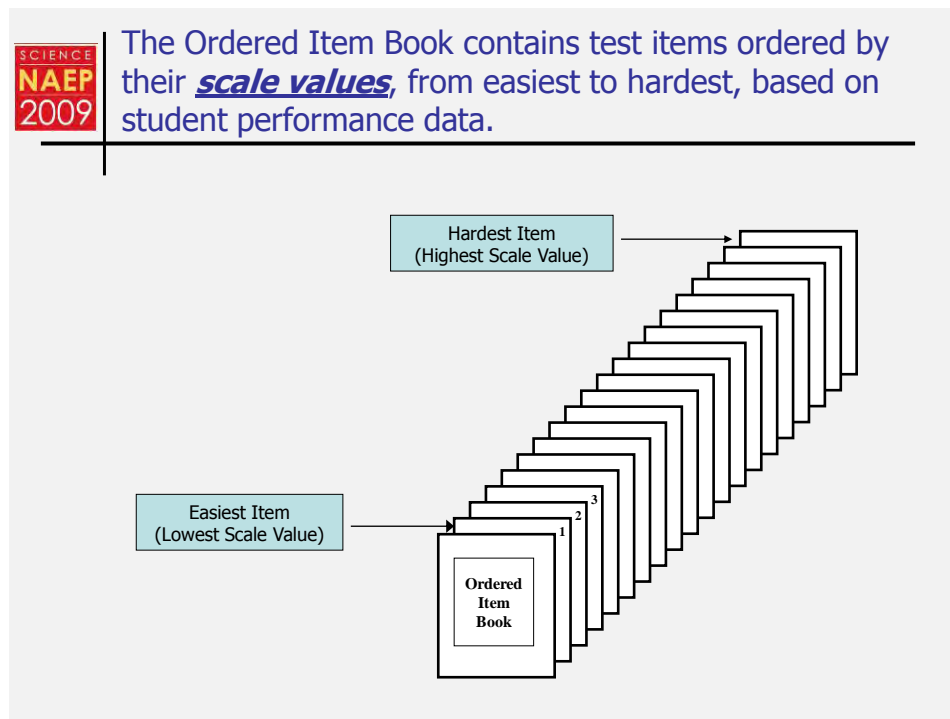 SCIENCE
NAEP
2009
The Ordered Item Book contains test items ordered by
their scale values, from easiest to hardest, based on
student performance data.
Hardest Item
(Highest Scale Value)
Easiest Item
(Lowest Scale Value)
3
2
1
Ordered
Item
Book